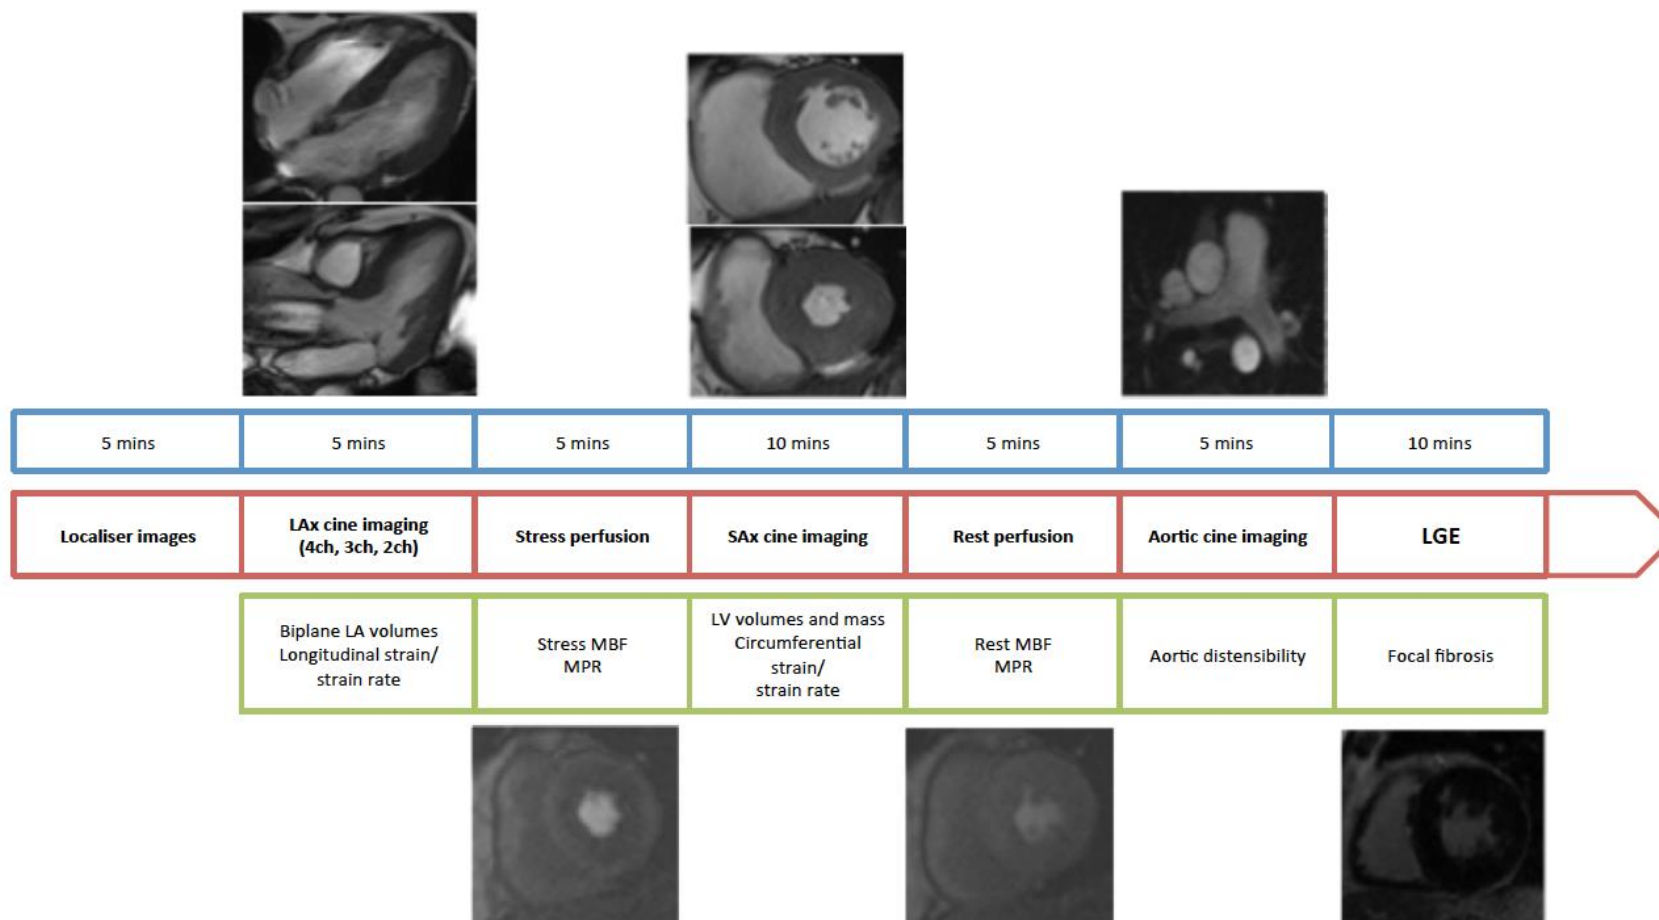 5 mins
5 mins
5 mins
10 mins
5 mins
5 mins
10 mins
Localiser images
LAx cine imaging
(4ch, 3ch, 2ch)
Stress perfusion
SAx cine imaging
Rest perfusion
Aortic cine imaging
LGE
Biplane LA volumes
Longitudinal strain/
strain rate
Stress MBF
MPR
LV volumes and mass
Circumferential
strain/
strain rate
Rest MBF
MPR
Aortic distensibility
Focal fibrosis